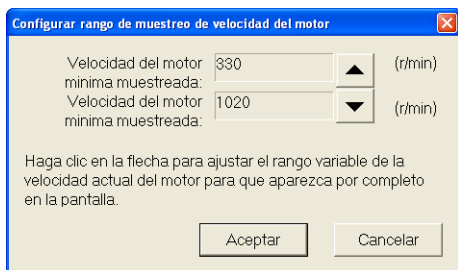 Configurar rango de muestreo de velocidad del motor
Velocidad del motor 330 (r/min)
minima muestreada:
Velocidad del motor 1020 (r/min)
minima muestreada:
Haga clic en la flecha para ajustar el rango variable de la
velocidad actual del motor para que aparezca por completo
en la pantalla.
Aceptar Cancelar